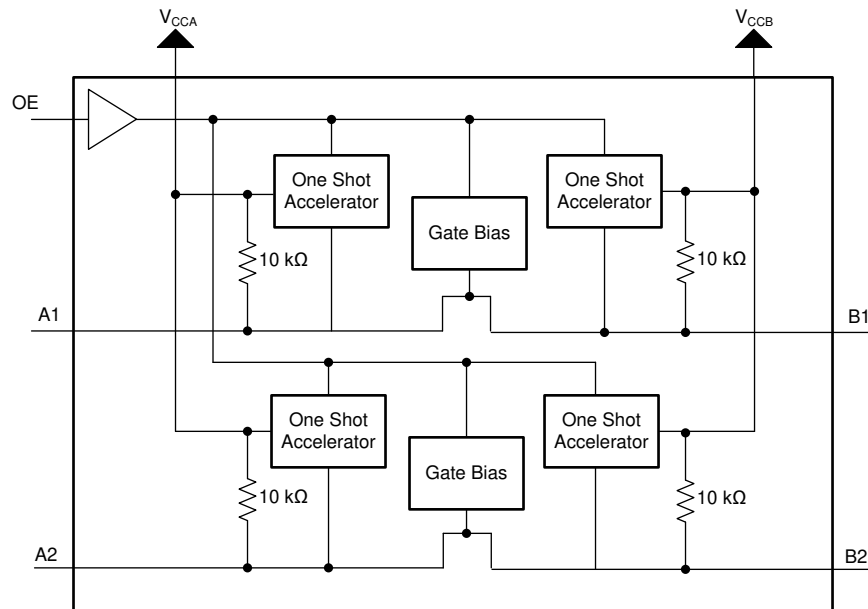 VCCA
VCCB
OE
One Shot
Accelerator
One Shot
Accelerator
Gate Bias
10 kΩ
10 kΩ
A1
B1
One Shot
Accelerator
One Shot
Accelerator
Gate Bias
10 kΩ
10 kΩ
A2
B2